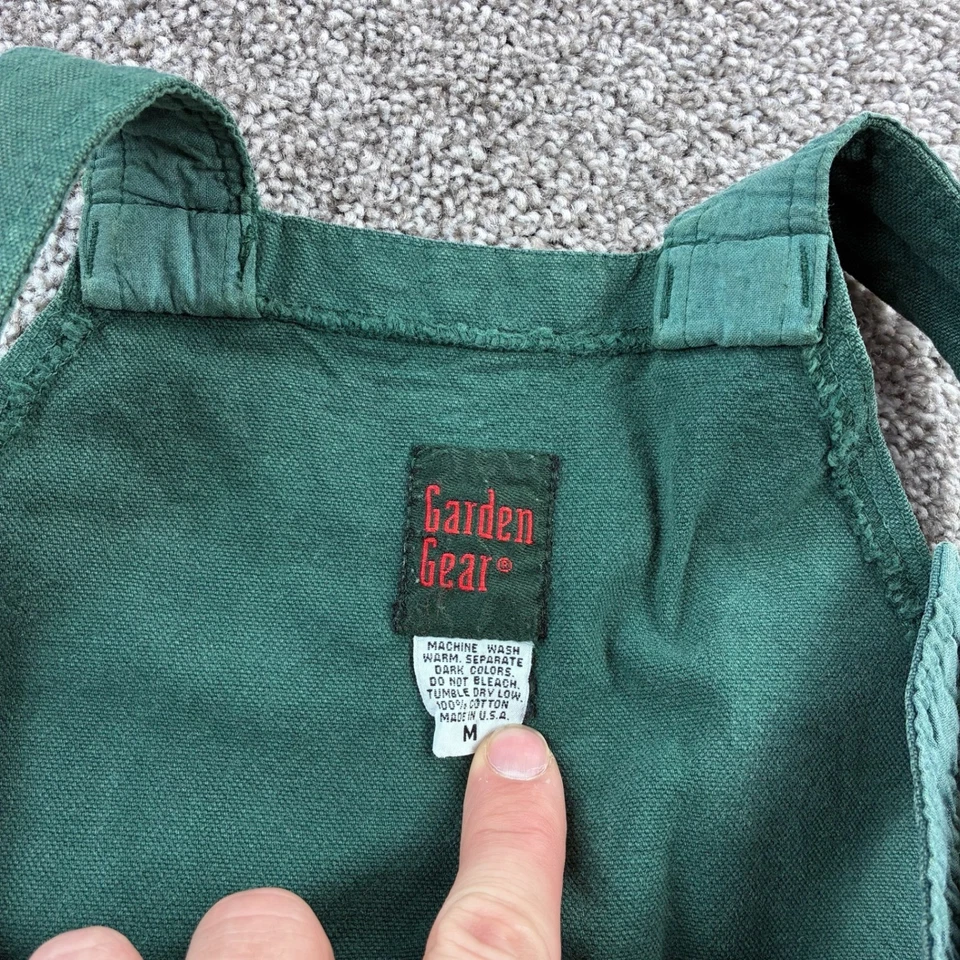 Garden
Gear®
MACHINE WASH
WARM. SEPARATE
DARK COLORS.
DO NOT BLEACH.
TUMBLE DRY LOW.
100% COTTON
MADE IN U.S.A.
M